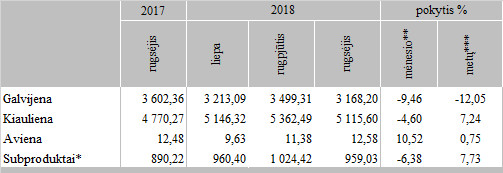 2017 2018 pokytis %
rugsėjis liepa rugpjūtis rugsėjis mėnesio** metų***
Galvijena 3 602,36 3 213,09 3 499,31 3 168,20 -9,46 -12,05
Kiauliena 4 770,27 5 146,32 5 362,49 5 115,60 -4,60 7,24
Aviena 12,48 9,63 11,38 12,58 10,52 0,75
Subproduktai* 890,22 960,40 1 024,42 959,03 -6,38 7,73